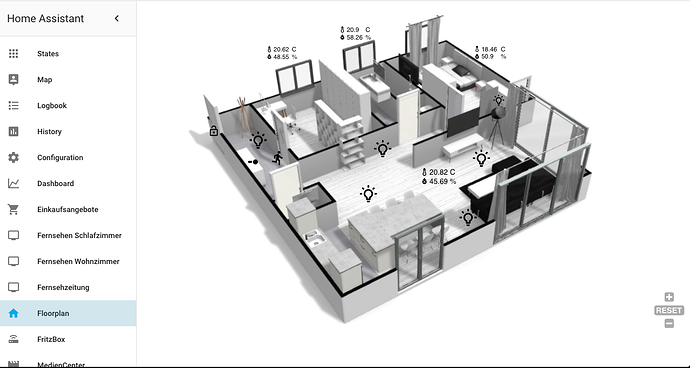 Home Assistant
States
Map
Logbook
History
Configuration
Dashboard
Einkaufsangebote
Fernsehen Schlafzimmer
Fernsehen Wohnzimmer
Fernsehzeitung
Floorplan
FritzBox
MedienCenter
20.62 C
48.55 %
20.9 C
58.26 %
18.46 C
50.9 %
20.82 C
45.69 %
RESET